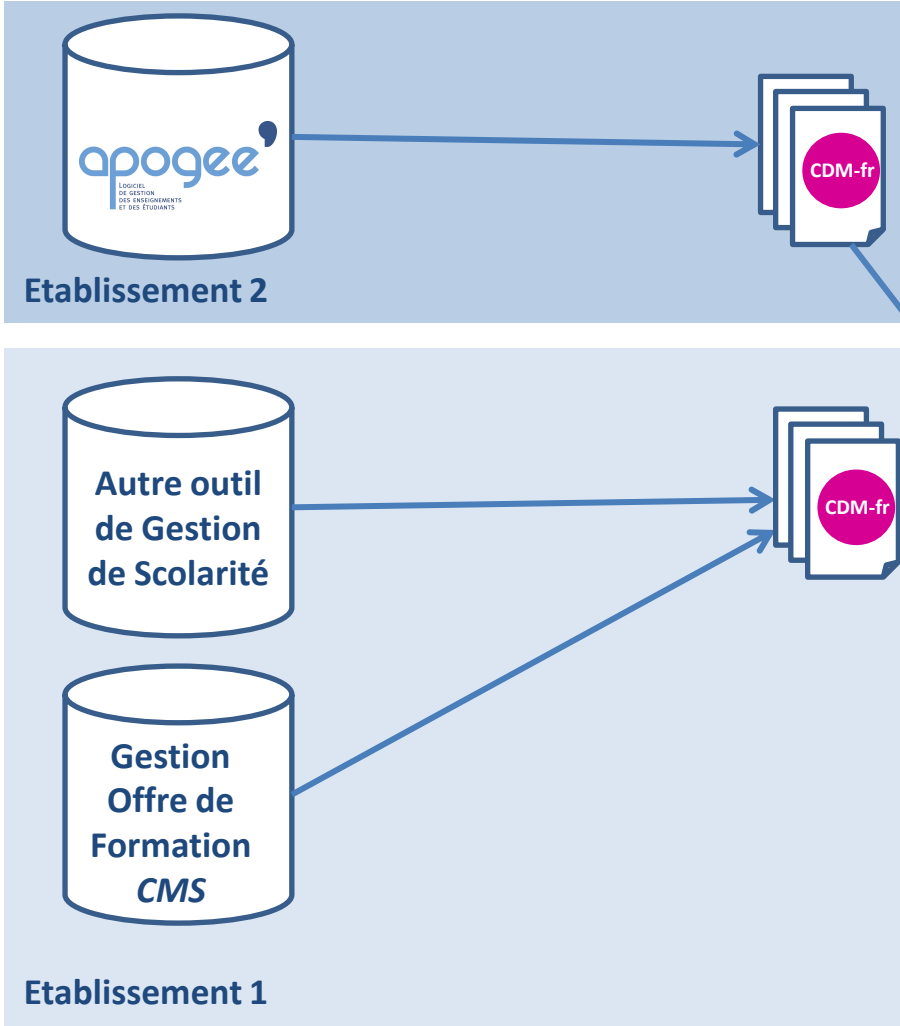 apogee'
LOGICIEL
DE GESTION
DES ENSEIGNEMENTS
ET DES ÉTUDIANTS
CDM-fr
Etablissement 2
Autre outil
de Gestion
de Scolarité
CDM-fr
Gestion
Offre de
Formation
CMS
Etablissement 1